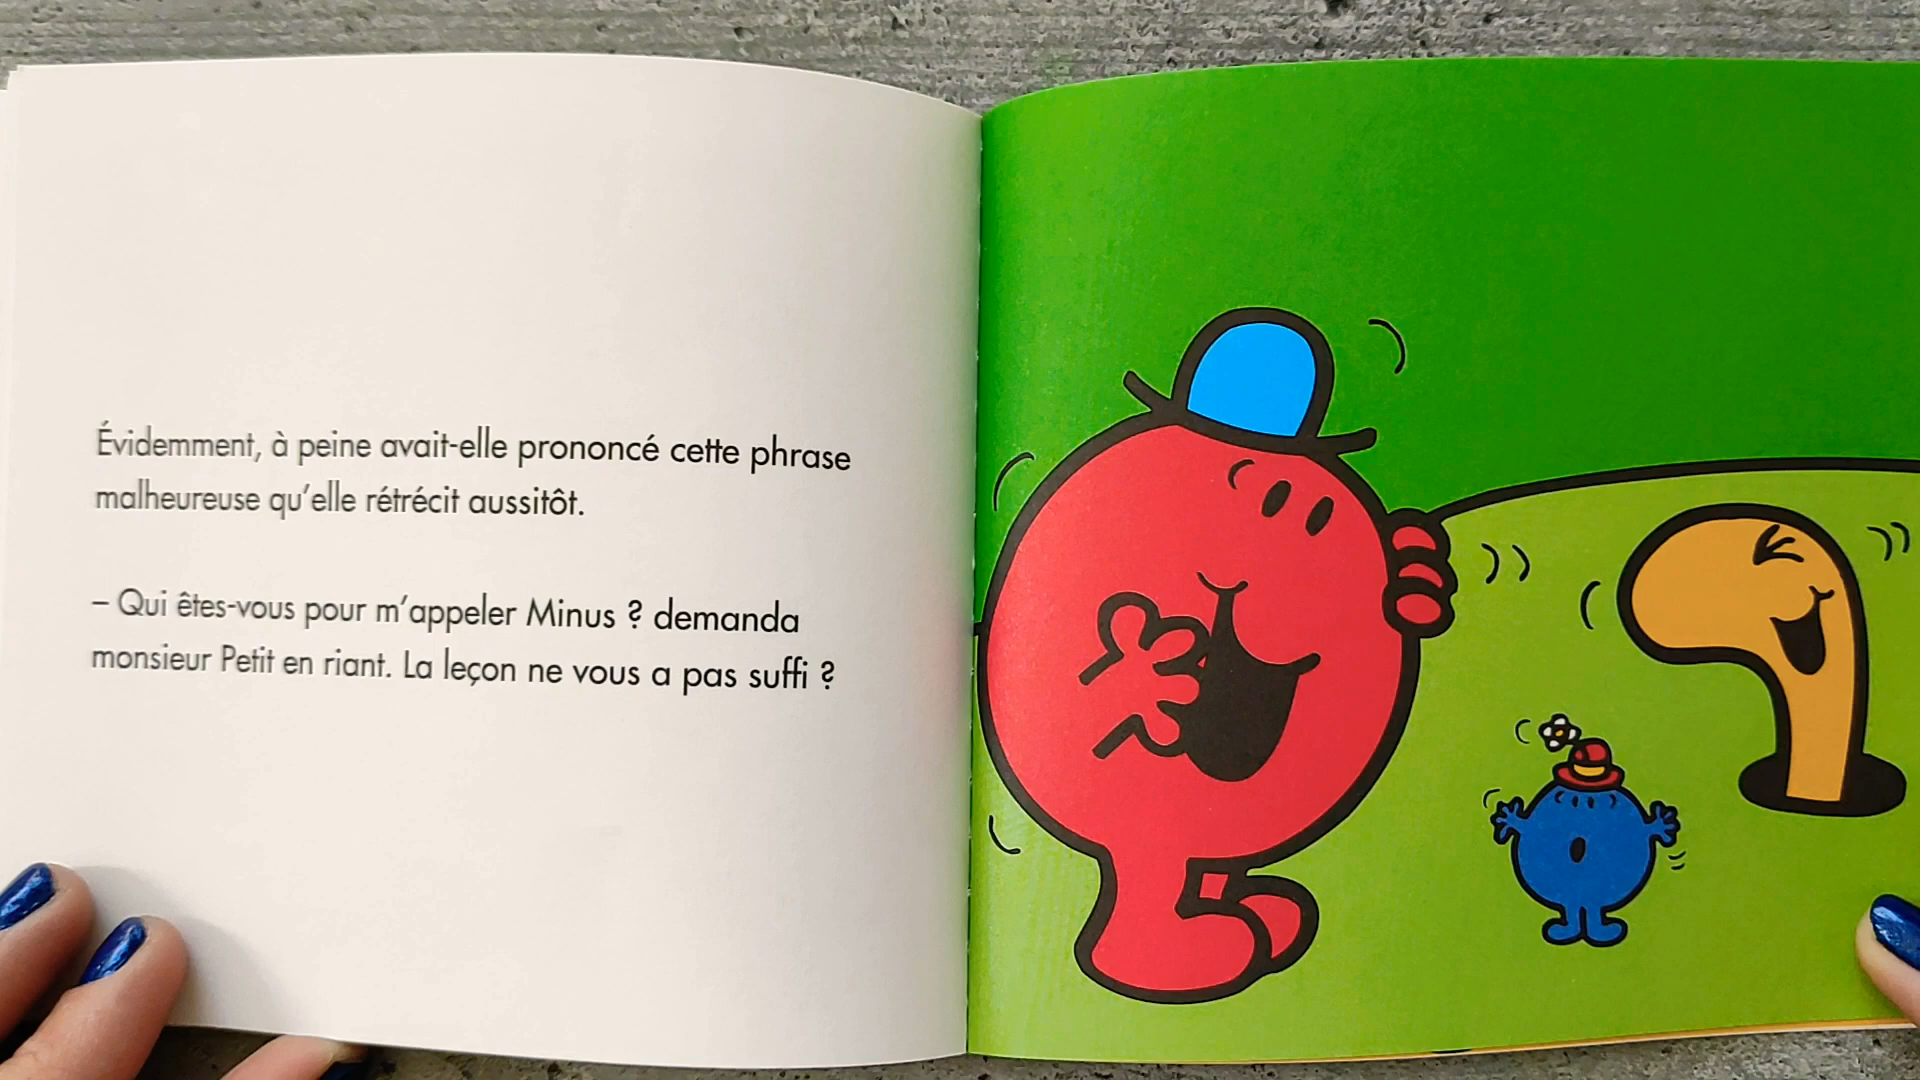 Évidemment, à peine avait-elle prononcé cette phrase
malheureuse qu'elle rétrécit aussitôt.
– Qui êtes-vous pour m'appeler Minus ? demanda
monsieur Petit en riant. La leçon ne vous a pas suffi ?